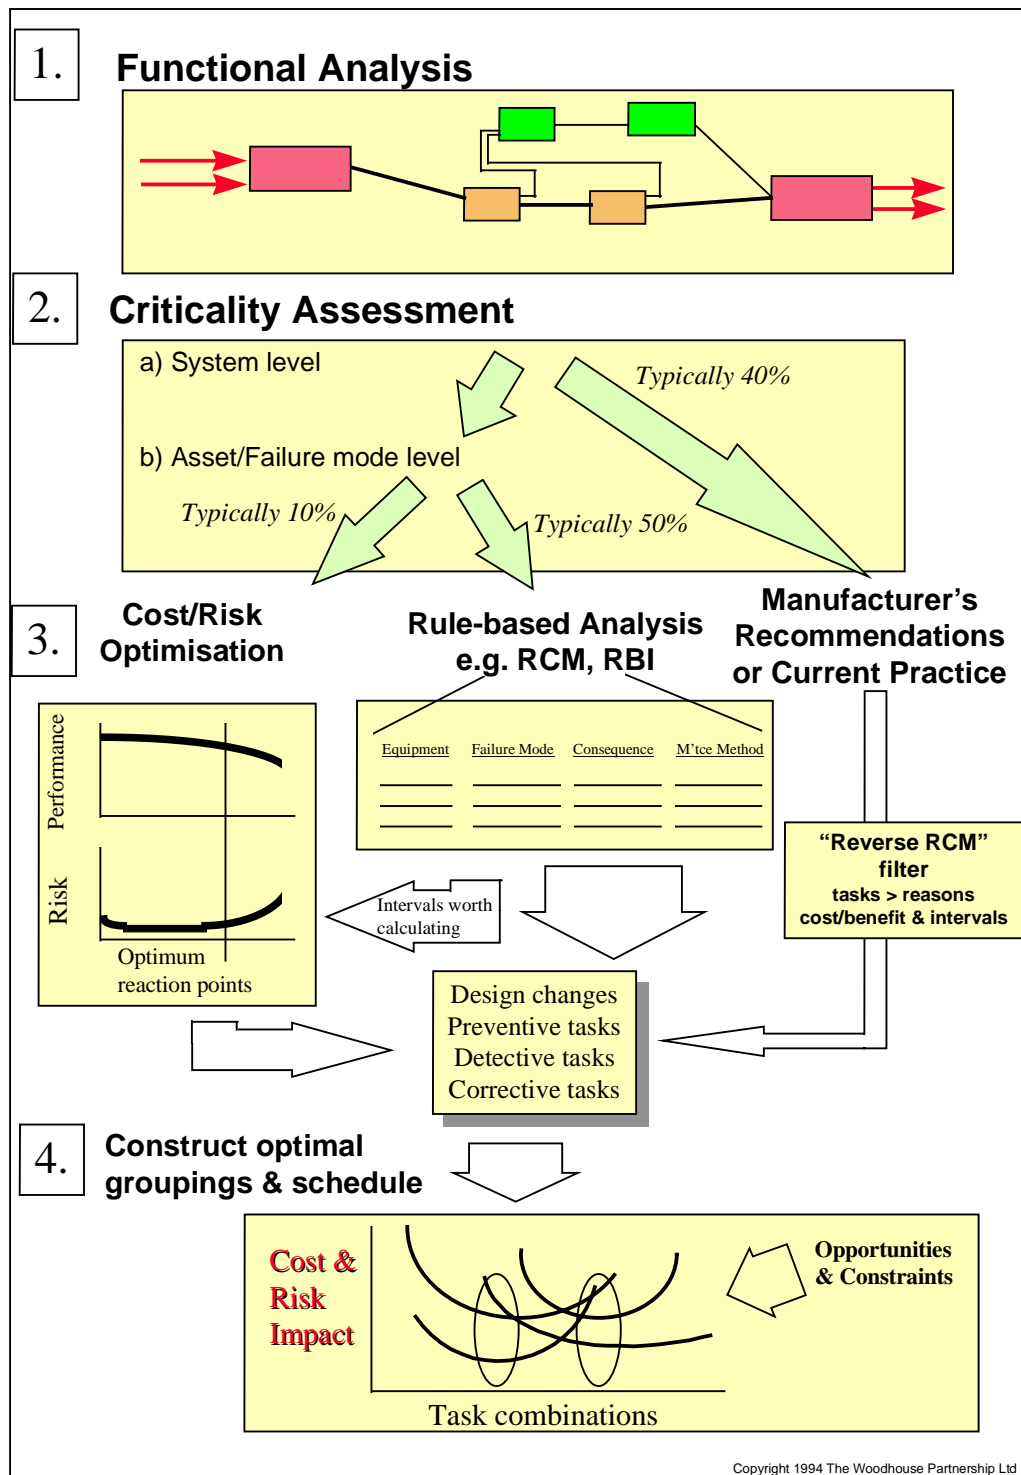 1.
Functional Analysis
2.
Criticality Assessment
a) System level
Typically 40%
b) Asset/Failure mode level
Typically 10%
Typically 50%
3.
Cost/Risk
Optimisation
Rule-based Analysis
e.g. RCM, RBI
Manufacturer's
Recommendations
or Current Practice
Performance
Risk
Optimum
reaction points
Equipment Failure Mode Consequence M'tce Method
Intervals worth
calculating
"Reverse RCM"
filter
tasks > reasons
cost/benefit & intervals
Design changes
Preventive tasks
Detective tasks
Corrective tasks
4.
Construct optimal
groupings & schedule
Cost &
Risk
Impact
Opportunities
& Constraints
Task combinations
Copyright 1994 The Woodhouse Partnership Ltd